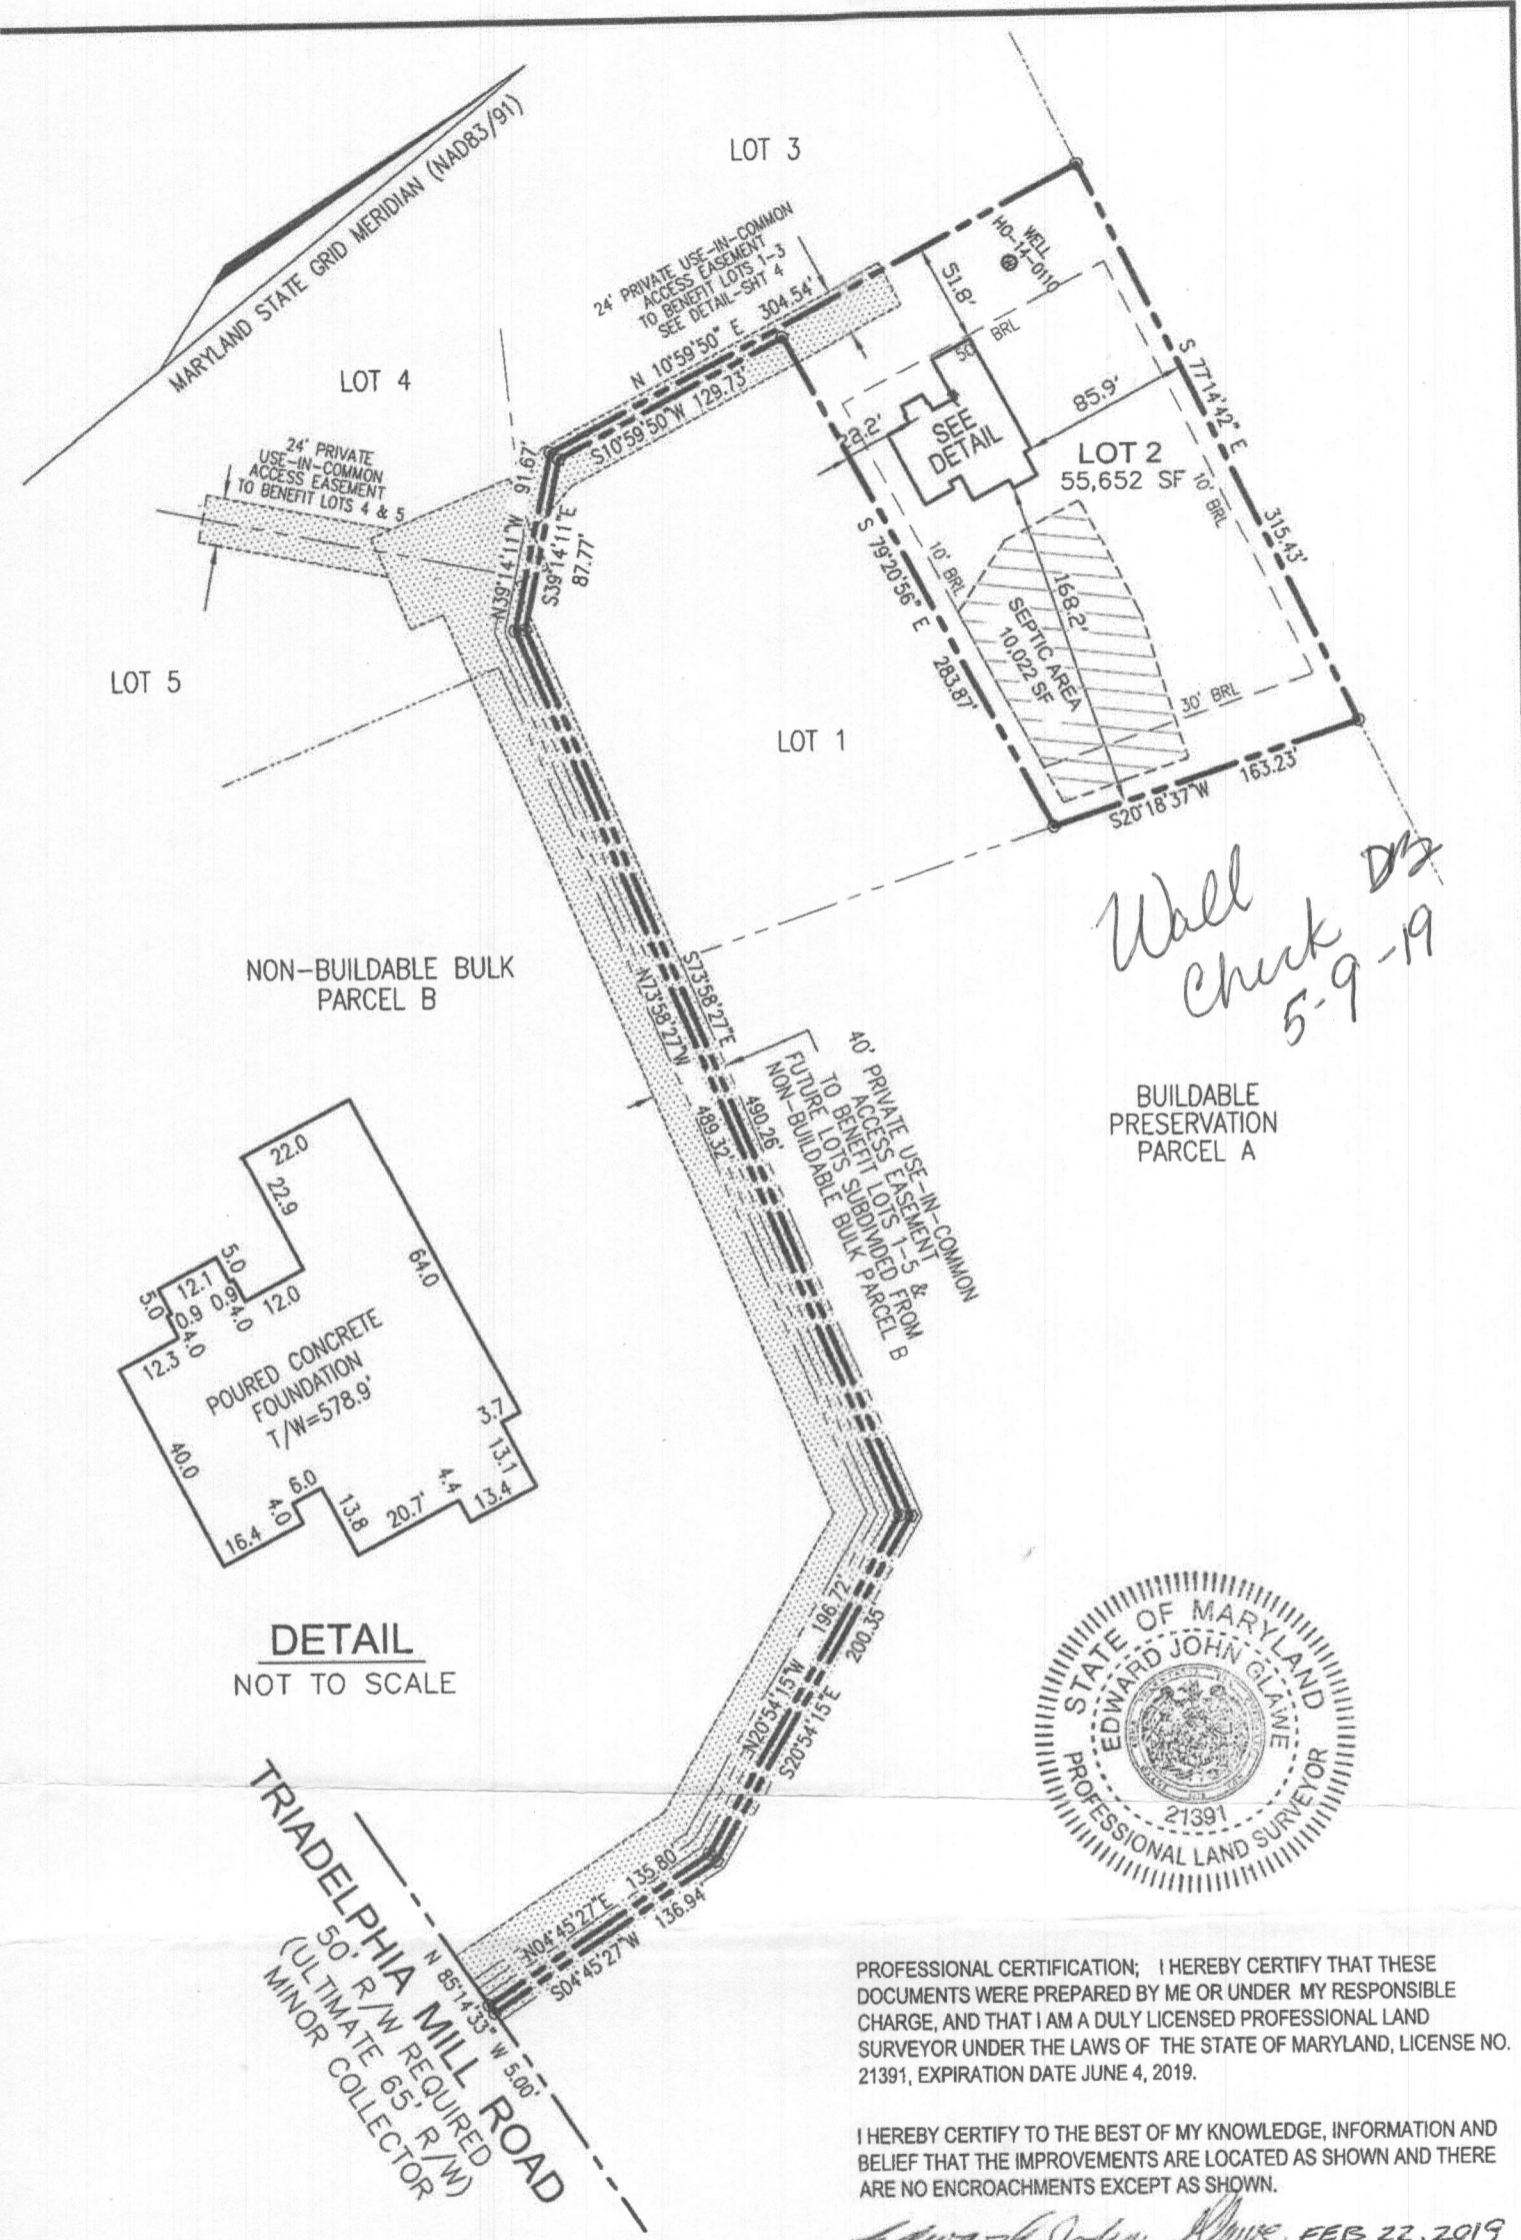 MARYLAND STATE GRID MERIDIAN (NAD83/91)
LOT 3
24' PRIVATE USE-IN-COMMON
ACCESS EASEMENT
TO BENEFIT LOTS 1-3
SEE DETAIL-SHT 4
N 10°59'50" E 304.54'
S10°59'50"W 129.73'
WELL
HO-14-0110
51.8'
50' BRL
S 77°14'42" E 315.43'
LOT 4
24' PRIVATE
USE-IN-COMMON
ACCESS EASEMENT
TO BENEFIT LOTS 4 & 5
N39°14'11"W 91.67'
S39°14'11"E
87.77'
22.2'
SEE
DETAIL
85.9'
LOT 2
55,652 SF
10' BRL
S 79°20'56" E 283.87'
10' BRL
168.2'
SEPTIC AREA
10,022 SF
30' BRL
S20°18'37"W 163.23'
LOT 5
LOT 1
Wall
Check
5-9-19
NON-BUILDABLE BULK
PARCEL B
S73°58'27"E 490.26'
N73°58'27"W 489.32'
40' PRIVATE USE-IN-COMMON
ACCESS EASEMENT
TO BENEFIT LOTS 1-5 &
FUTURE LOTS SUBDIVIDED FROM
NON-BUILDABLE BULK PARCEL B
BUILDABLE
PRESERVATION
PARCEL A
22.0
22.9
64.0
5.0
12.1
5.0
0.9
0.9
4.0
12.0
4.0
12.3
POURED CONCRETE
FOUNDATION
T/W=578.9'
3.7
13.1
40.0
6.0
4.0
13.8
4.4
20.7'
13.4
16.4
DETAIL
NOT TO SCALE
N20°54'15"W 196.72'
S20°54'15"E 200.35
N04°45'27"E 135.80'
S04°45'27"W 136.94'
N 85°14'33" W 5.00'
TRIADELPHIA MILL ROAD
50' R/W REQUIRED
(ULTIMATE 65' R/W)
MINOR COLLECTOR
STATE OF MARYLAND
EDWARD JOHN GLAWE
21391
PROFESSIONAL LAND SURVEYOR
PROFESSIONAL CERTIFICATION; I HEREBY CERTIFY THAT THESE
DOCUMENTS WERE PREPARED BY ME OR UNDER MY RESPONSIBLE
CHARGE, AND THAT I AM A DULY LICENSED PROFESSIONAL LAND
SURVEYOR UNDER THE LAWS OF THE STATE OF MARYLAND, LICENSE NO.
21391, EXPIRATION DATE JUNE 4, 2019.
I HEREBY CERTIFY TO THE BEST OF MY KNOWLEDGE, INFORMATION AND
BELIEF THAT THE IMPROVEMENTS ARE LOCATED AS SHOWN AND THERE
ARE NO ENCROACHMENTS EXCEPT AS SHOWN.
Edward John Glawe FEB 22, 2019